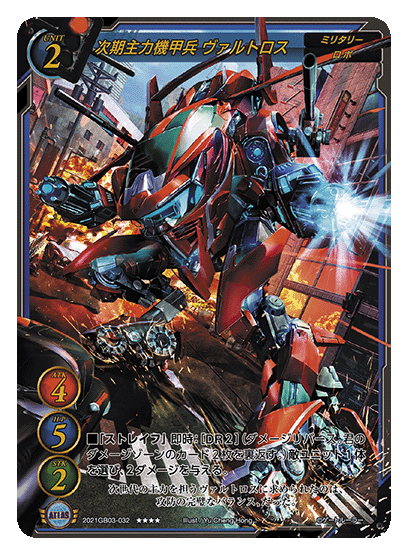 UNIT
2
次期主力機甲兵 ヴァルトロス
ミリタリー
ロボ
ATK
4
H.P
5
STK
2
■「ストレイフ」即時：[DR2]（ダメージリバース。君の
ダメージゾーンのカード2枚を裏返す）敵ユニット1体
を選び、2ダメージを与える。
次世代の主力を担うヴァルトロスに求められたのは、
攻防の完璧なバランスだった。
ATLAS
2021GB03-032 ★★★★ Illust / Yu Cheng Hong